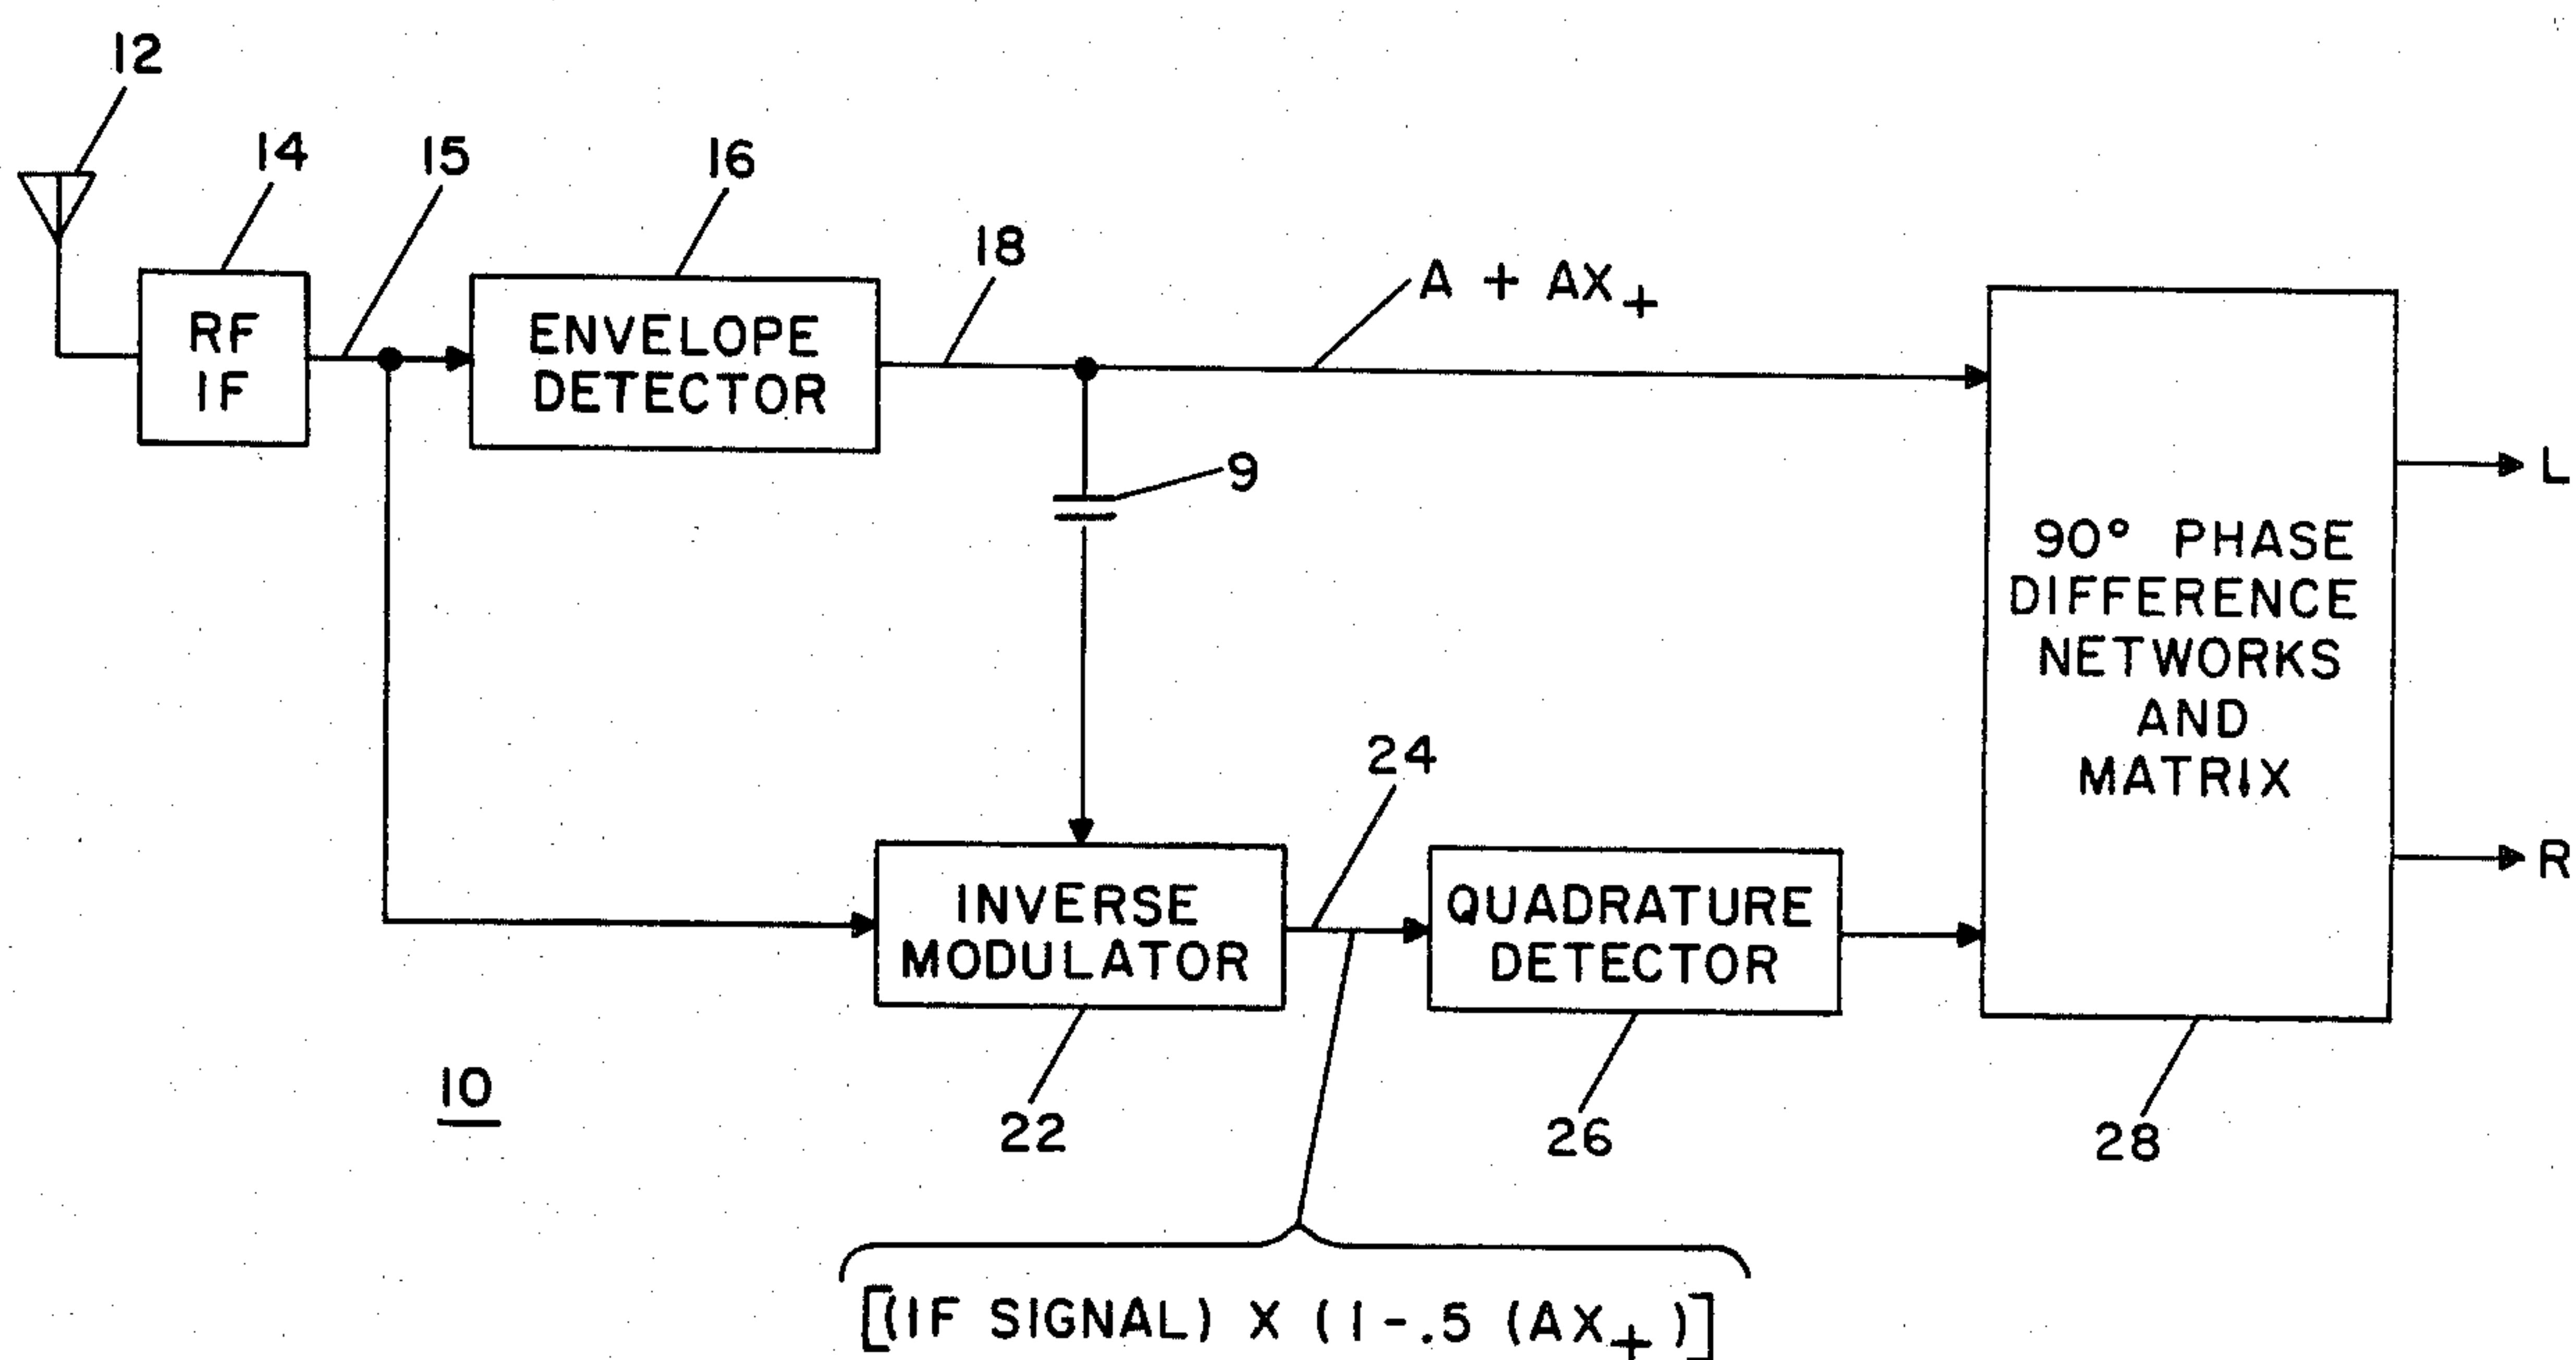 12
14
15
16
18
A + AX+
RF
IF
ENVELOPE
DETECTOR
9
L
90° PHASE
DIFFERENCE
NETWORKS
AND
MATRIX
24
R
INVERSE
MODULATOR
QUADRATURE
DETECTOR
10
22
26
28
[(IF SIGNAL) X (1-.5 (AX+)]